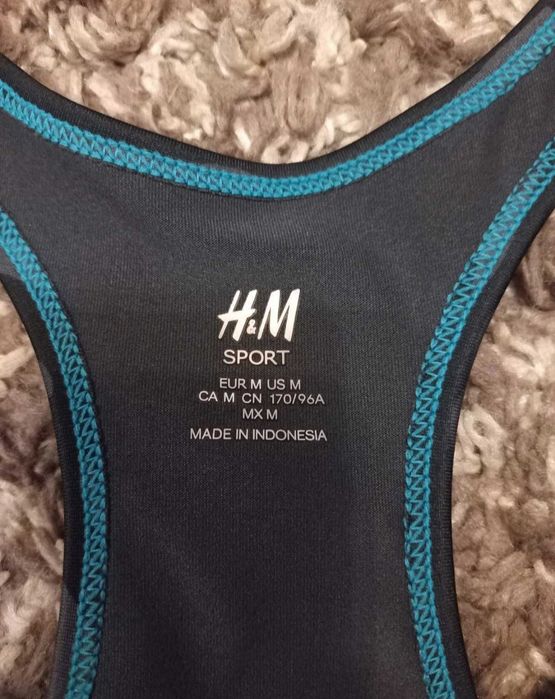 H&M
SPORT
EUR M US M
CA M CN 170/96A
MX M
MADE IN INDONESIA